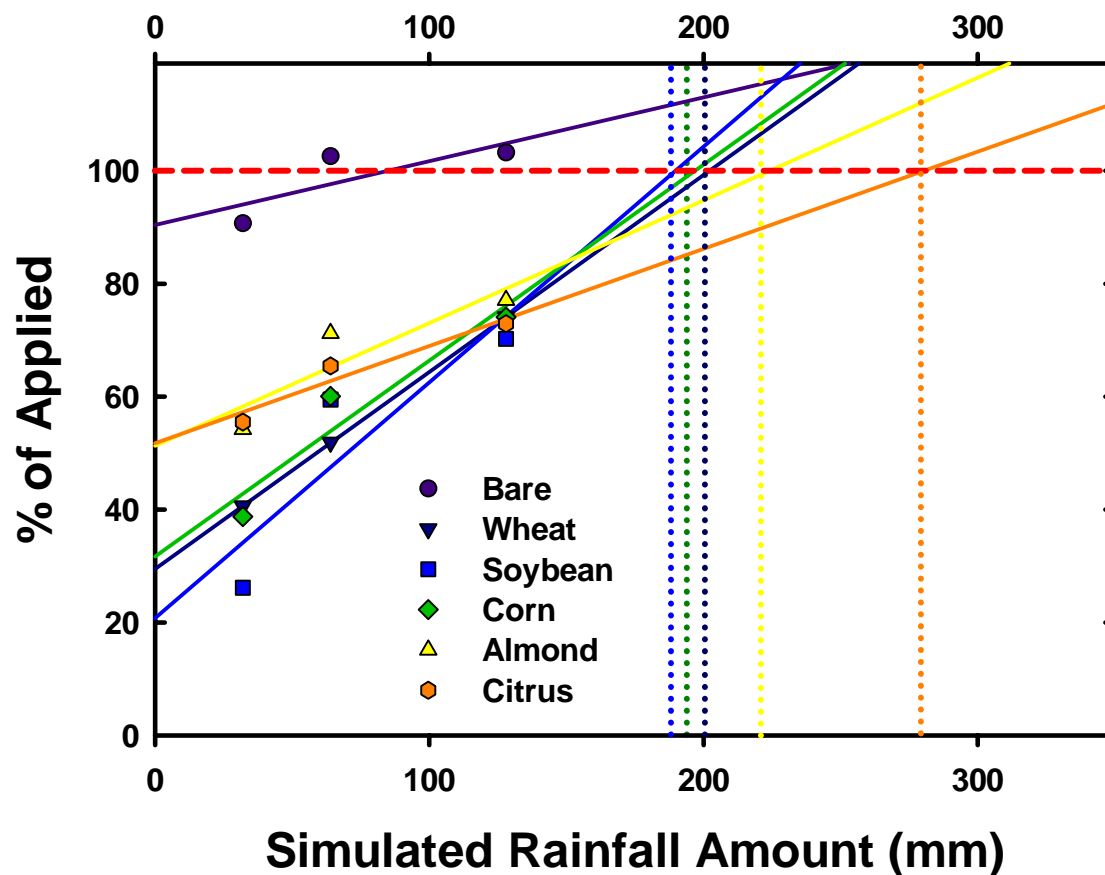 0 100 200 300
100
80
60
40
20
0
% of Applied
Bare
Wheat
Soybean
Corn
Almond
Citrus
0 100 200 300
Simulated Rainfall Amount (mm)